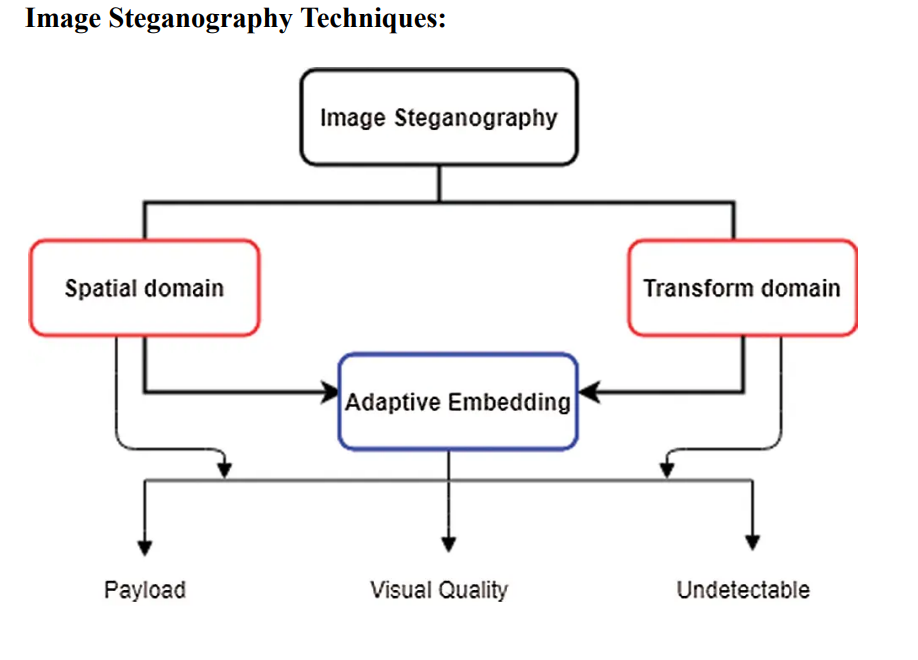 Image Steganography Techniques:
Image Steganography
Spatial domain
Transform domain
Adaptive Embedding
Payload
Visual Quality
Undetectable